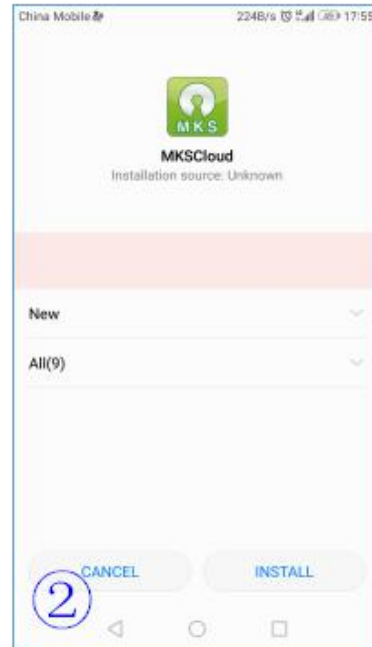 China Mobile 224B/s 17:55
MKS
MKSCloud
Installation source: Unknown
New
All(9)
CANCEL INSTALL
②